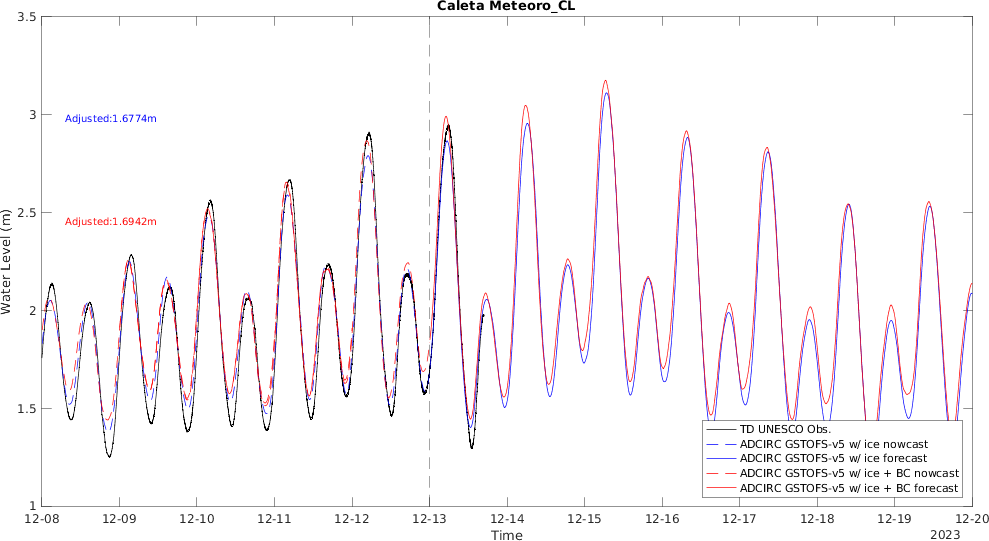 Caleta Meteoro_CL
3.5
3
2.5
2
1.5
1
Water Level (m)
Adjusted:1.6774m
Adjusted:1.6942m
TD UNESCO Obs.
ADCIRC GSTOFS-v5 w/ ice nowcast
ADCIRC GSTOFS-v5 w/ ice forecast
ADCIRC GSTOFS-v5 w/ ice + BC nowcast
ADCIRC GSTOFS-v5 w/ ice + BC forecast
12-08 12-09 12-10 12-11 12-12 12-13 12-14 12-15 12-16 12-17 12-18 12-19 12-20
Time
2023